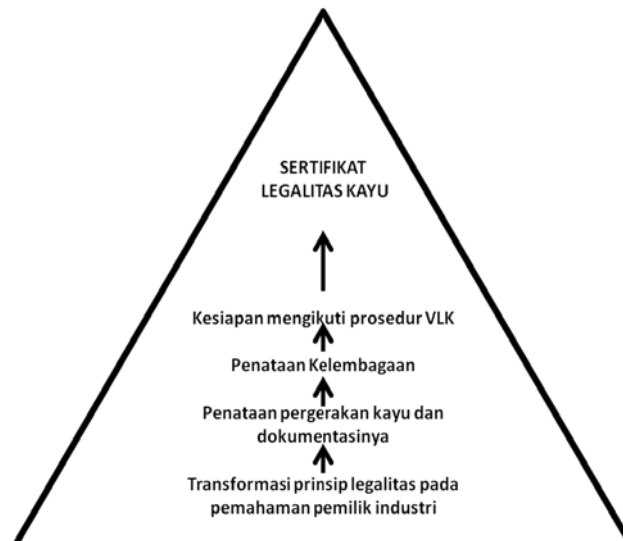 SERTIFIKAT
LEGALITAS KAYU
Kesiapan mengikuti prosedur VLK
Penataan Kelembagaan
Penataan pergerakan kayu dan
dokumentasinya
Transformasi prinsip legalitas pada
pemahaman pemilik industri